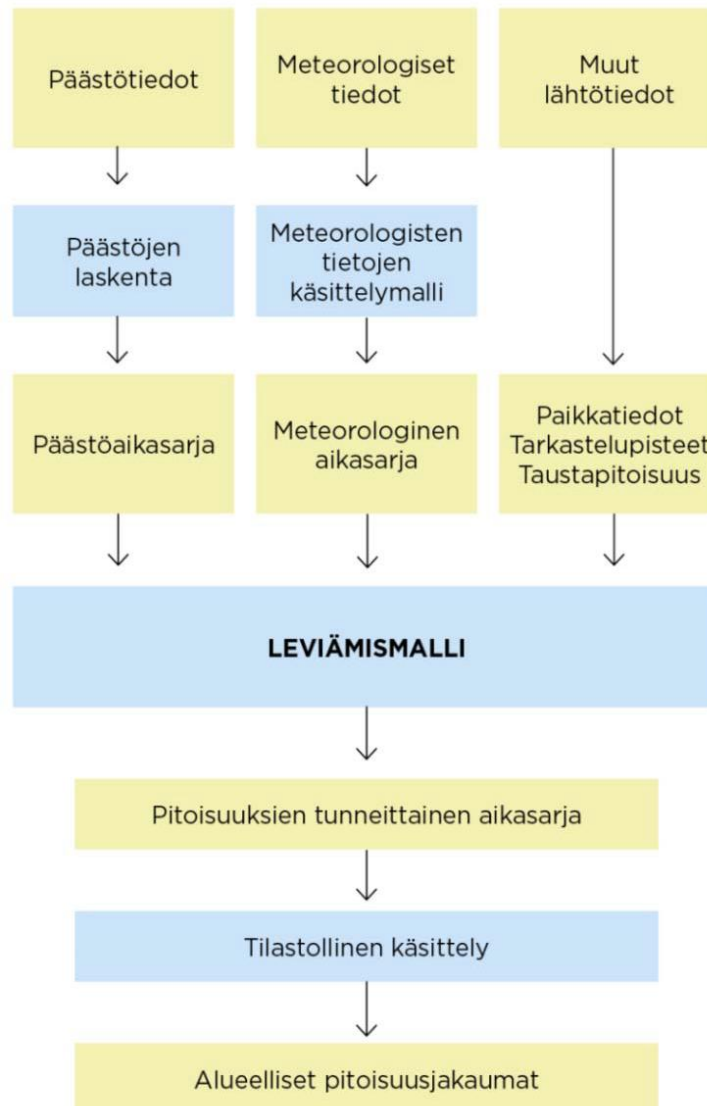 Päästötiedot
Meteorologiset
tiedot
Muut
lähtötiedot
Päästöjen
laskenta
Meteorologisten
tietojen
käsittelymalli
Päästöaikasarja
Meteorologinen
aikasarja
Paikkatiedot
Tarkastelupisteet
Taustapitoisuus
LEVIÄMISMALLI
Pitoisuuksien tunneittainen aikasarja
Tilastollinen käsittely
Alueelliset pitoisuusjakaumat